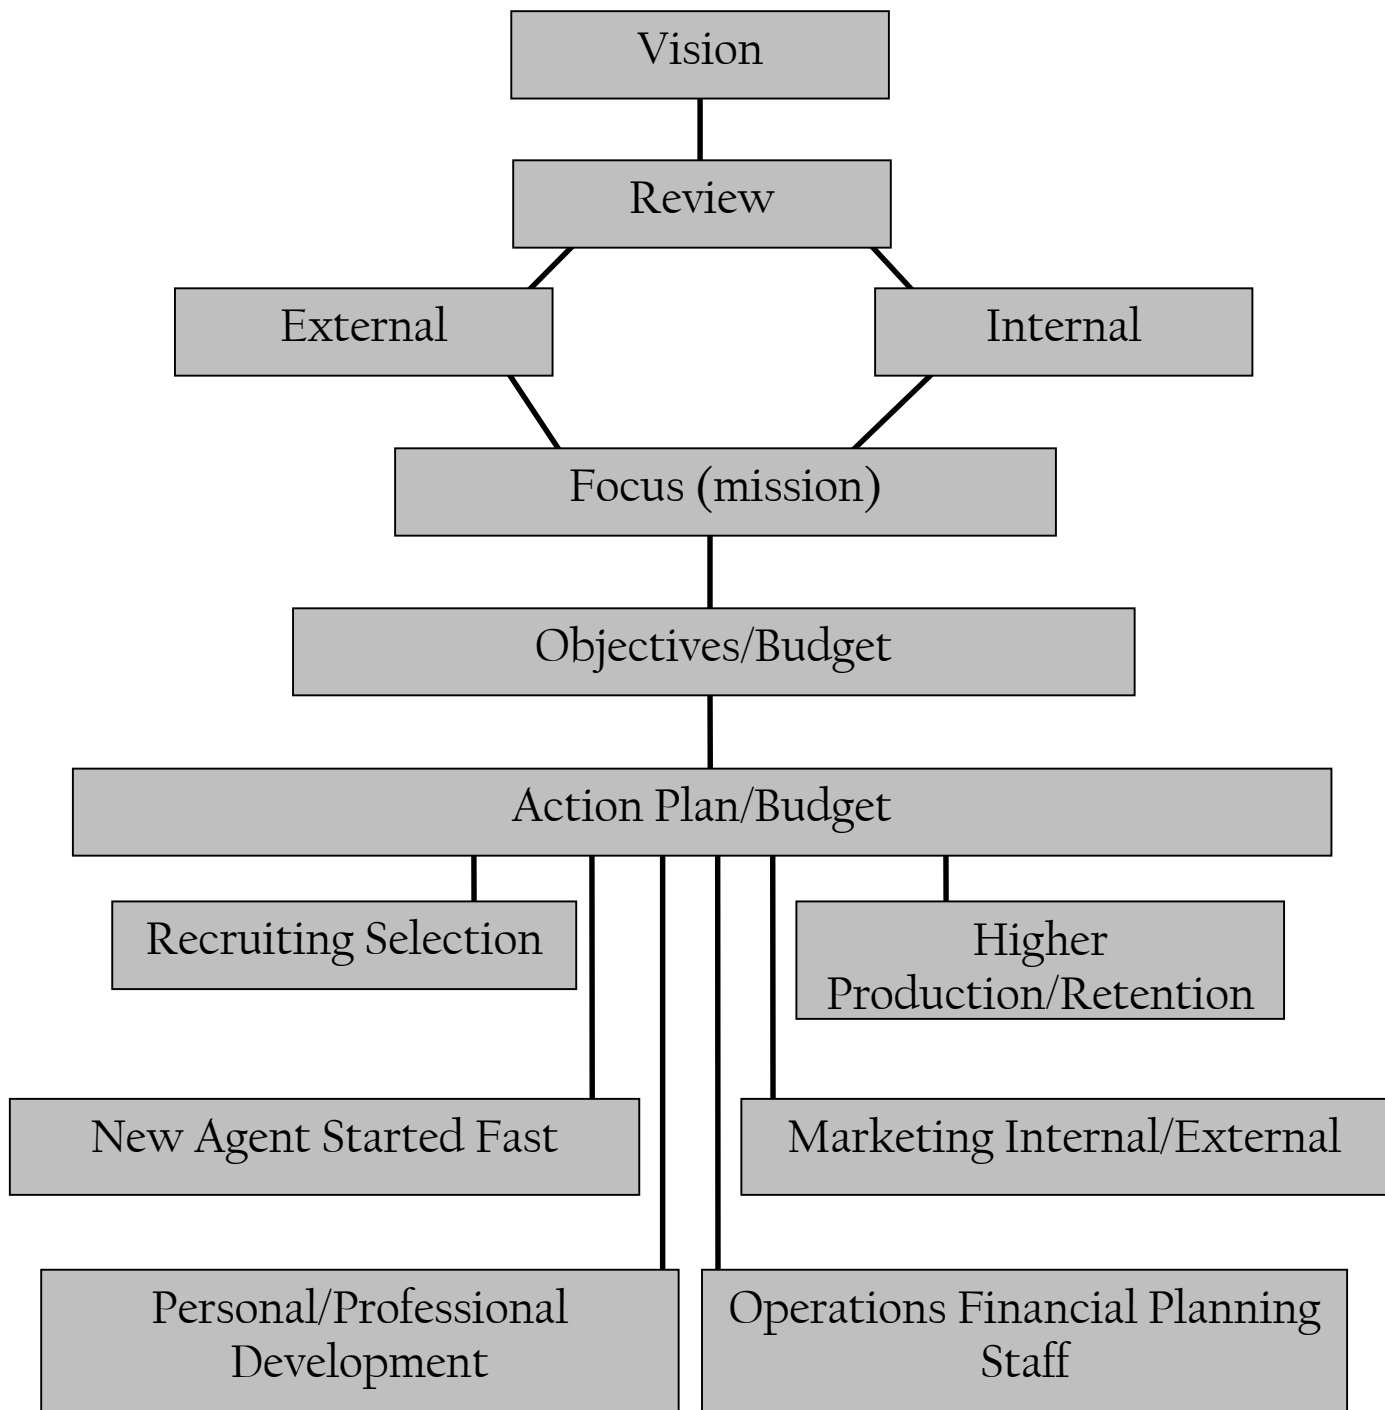 Vision
Review
External
Internal
Focus (mission)
Objectives/Budget
Action Plan/Budget
Recruiting Selection
Higher
Production/Retention
New Agent Started Fast
Marketing Internal/External
Personal/Professional
Development
Operations Financial Planning
Staff